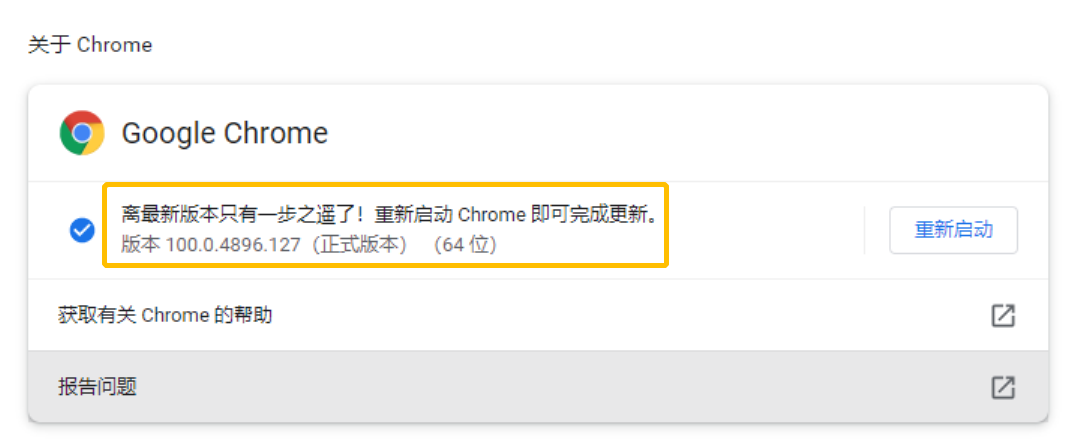 关于 Chrome
Google Chrome
离最新版本只有一步之遥了！重新启动 Chrome 即可完成更新。
版本 100.0.4896.127（正式版本） （64 位）
重新启动
获取有关 Chrome 的帮助
报告问题